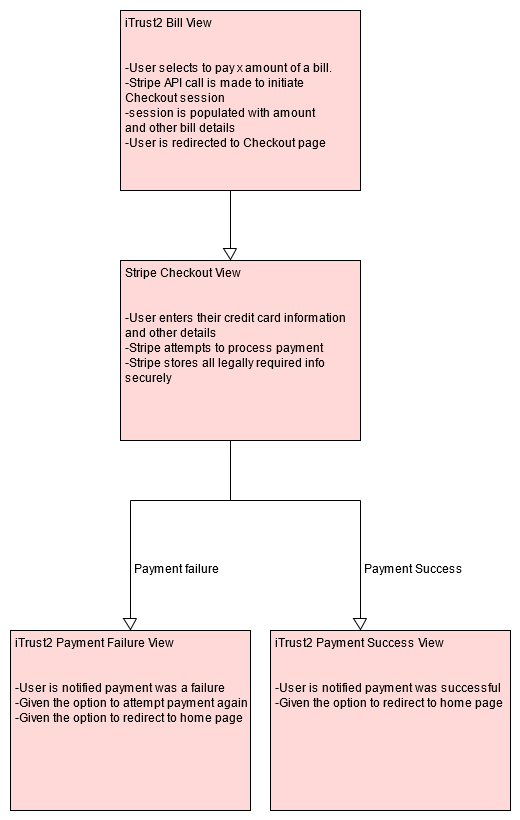 iTrust2 Bill View
-User selects to pay x amount of a bill.
-Stripe API call is made to initiate
Checkout session
-session is populated with amount
and other bill details
-User is redirected to Checkout page
Stripe Checkout View
-User enters their credit card information
and other details
-Stripe attempts to process payment
-Stripe stores all legally required info
securely
Payment failure
Payment Success
iTrust2 Payment Failure View
-User is notified payment was a failure
-Given the option to attempt payment again
-Given the option to redirect to home page
iTrust2 Payment Success View
-User is notified payment was successful
-Given the option to redirect to home page